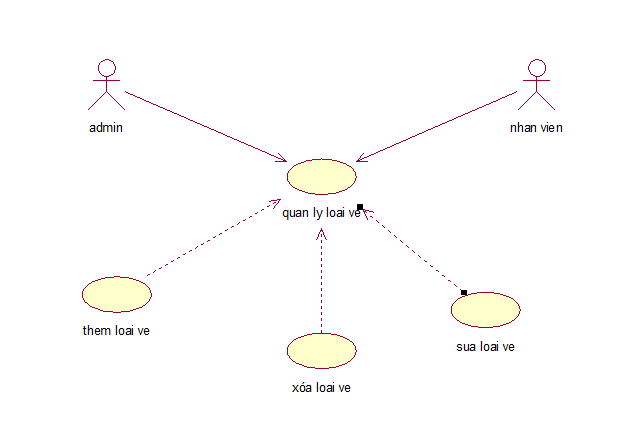 admin
nhan vien
quan ly loai ve
them loai ve
sua loai ve
xóa loai ve